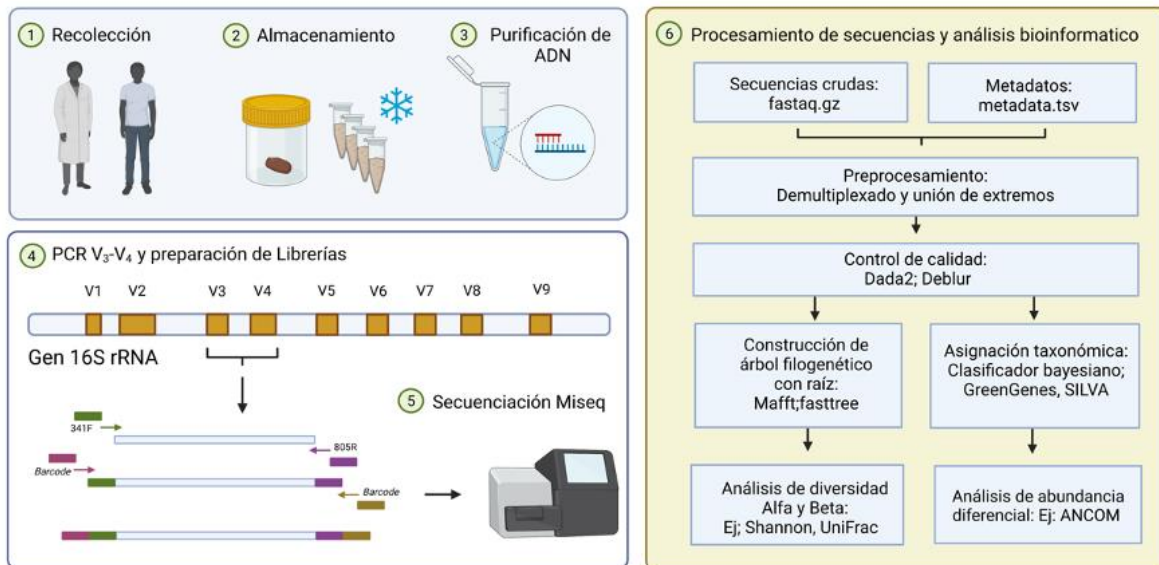 1 Recolección
2 Almacenamiento
3 Purificación de
ADN
4 PCR V₃-V₄ y preparación de Librerías
V1 V2 V3 V4 V5 V6 V7 V8 V9
Gen 16S rRNA
341F
805R
Barcode
Barcode
5 Secuenciación Miseq
6 Procesamiento de secuencias y análisis bioinformatico
Secuencias crudas:
fastaq.gz
Metadatos:
metadata.tsv
Preprocesamiento:
Demultiplexado y unión de extremos
Control de calidad:
Dada2; Deblur
Construcción de
árbol filogenético
con raíz:
Mafft;fasttree
Asignación taxonómica:
Clasificador bayesiano;
GreenGenes, SILVA
Análisis de diversidad
Alfa y Beta:
Ej; Shannon, UniFrac
Análisis de abundancia
diferencial: Ej: ANCOM